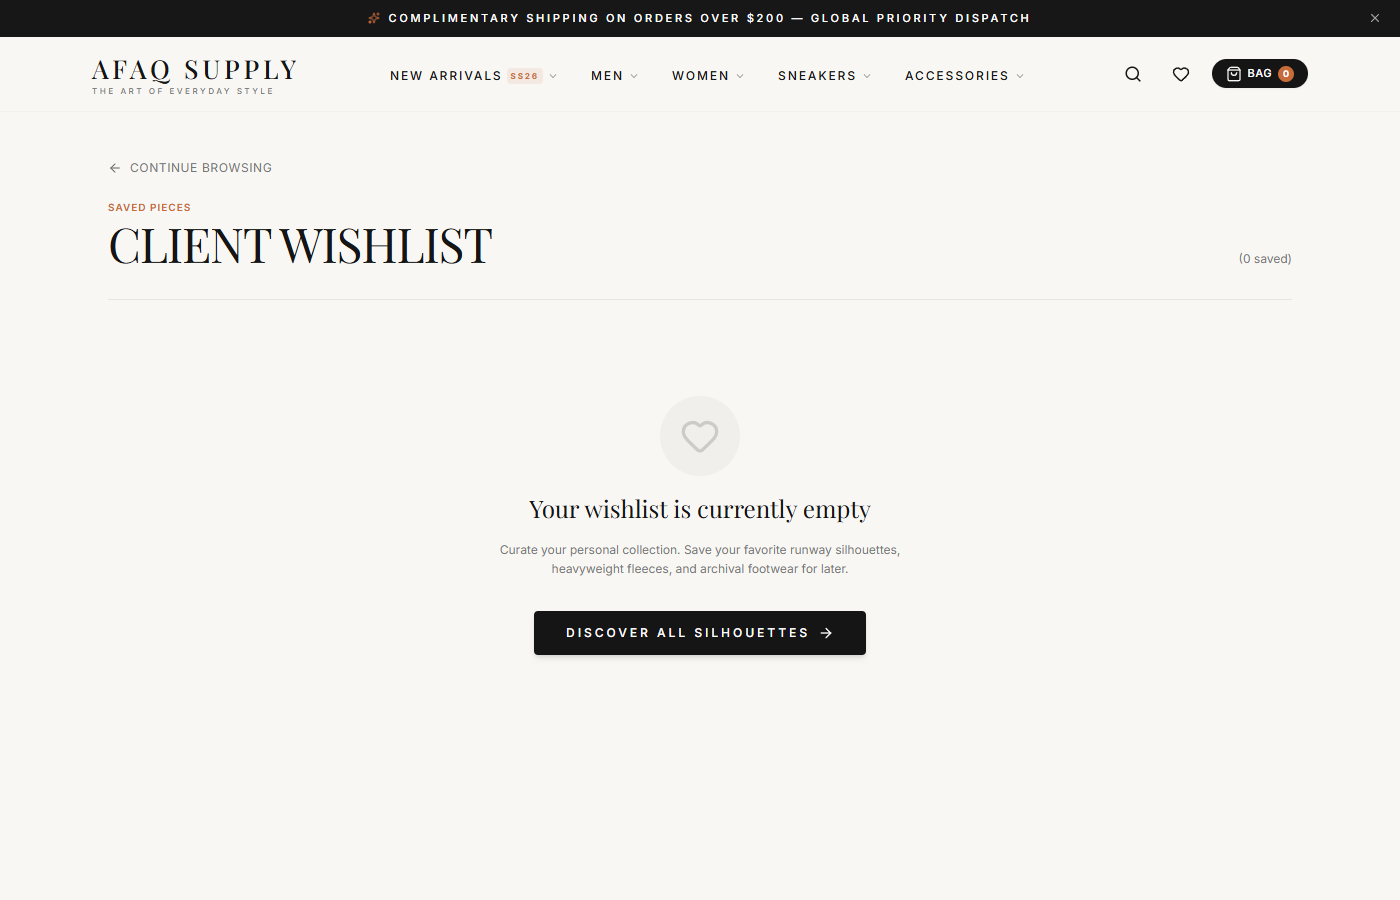 COMPLIMENTARY SHIPPING ON ORDERS OVER $200 — GLOBAL PRIORITY DISPATCH
AFAQ SUPPLY
THE ART OF EVERYDAY STYLE
NEW ARRIVALS SS26
MEN
WOMEN
SNEAKERS
ACCESSORIES
BAG 0
CONTINUE BROWSING
SAVED PIECES
CLIENT WISHLIST
(0 saved)
Your wishlist is currently empty
Curate your personal collection. Save your favorite runway silhouettes,
heavyweight fleeces, and archival footwear for later.
DISCOVER ALL SILHOUETTES